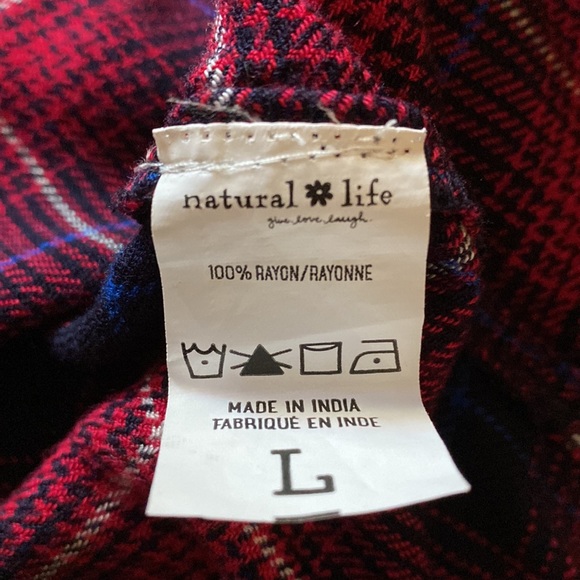 natural life
give. love. laugh.
100% RAYON/RAYONNE
MADE IN INDIA
FABRIQUÉ EN INDE
L